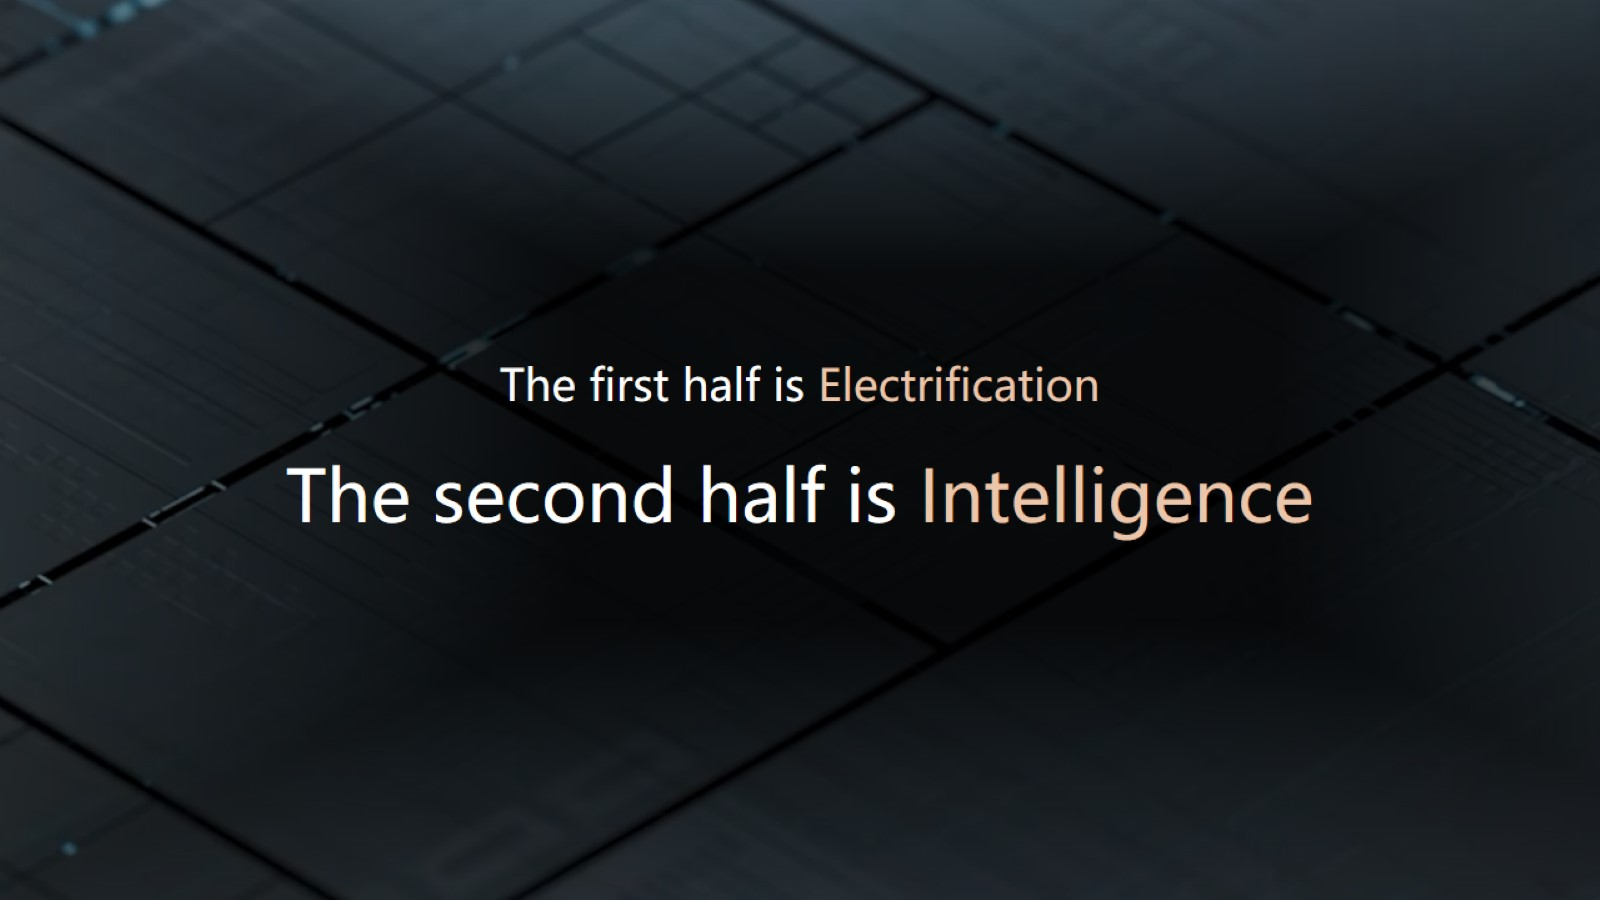 The first half is Electrification
The second half is Intelligence